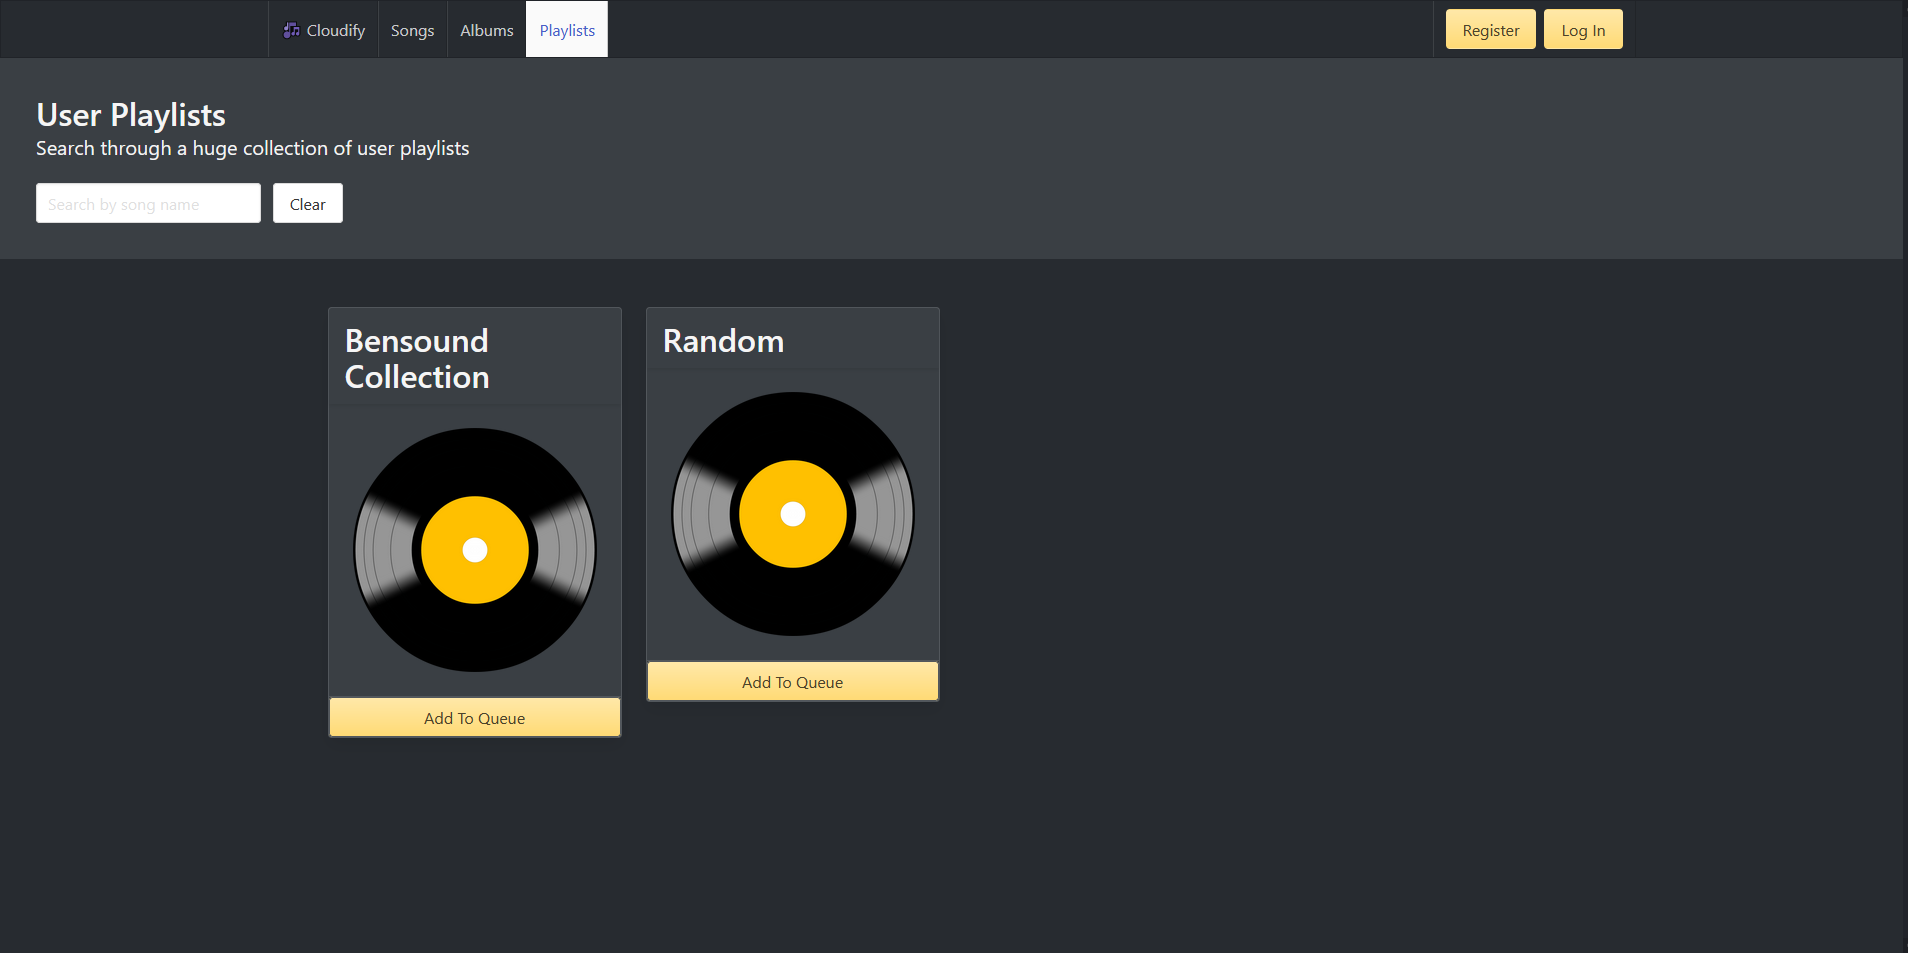 Cloudify Songs Albums Playlists Register Log In
User Playlists
Search through a huge collection of user playlists
Search by song name Clear
Bensound
Collection
Add To Queue
Random
Add To Queue